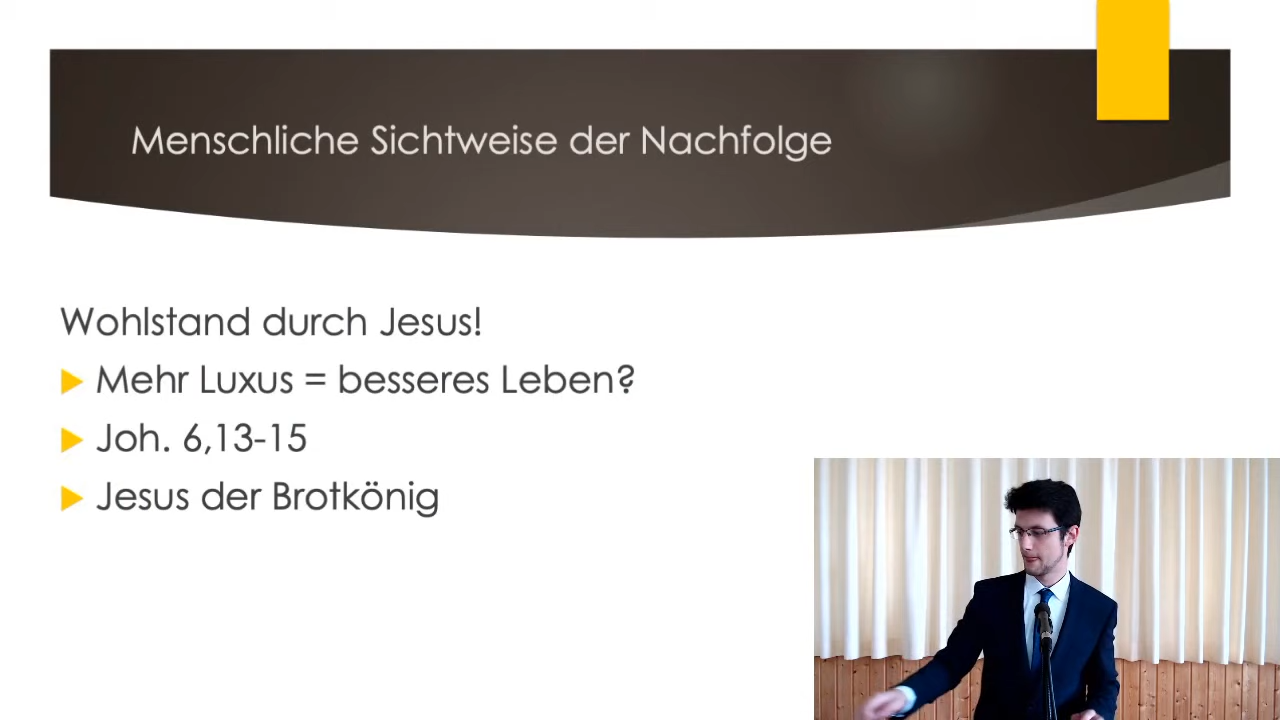 Menschliche Sichtweise der Nachfolge
Wohlstand durch Jesus!
Mehr Luxus = besseres Leben?
Joh. 6,13-15
Jesus der Brotkönig